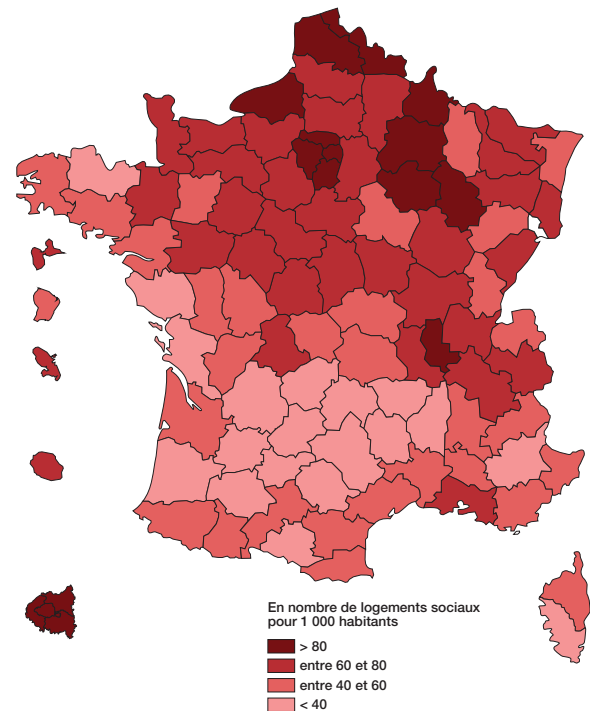 En nombre de logements sociaux
pour 1 000 habitants
> 80
entre 60 et 80
entre 40 et 60
< 40